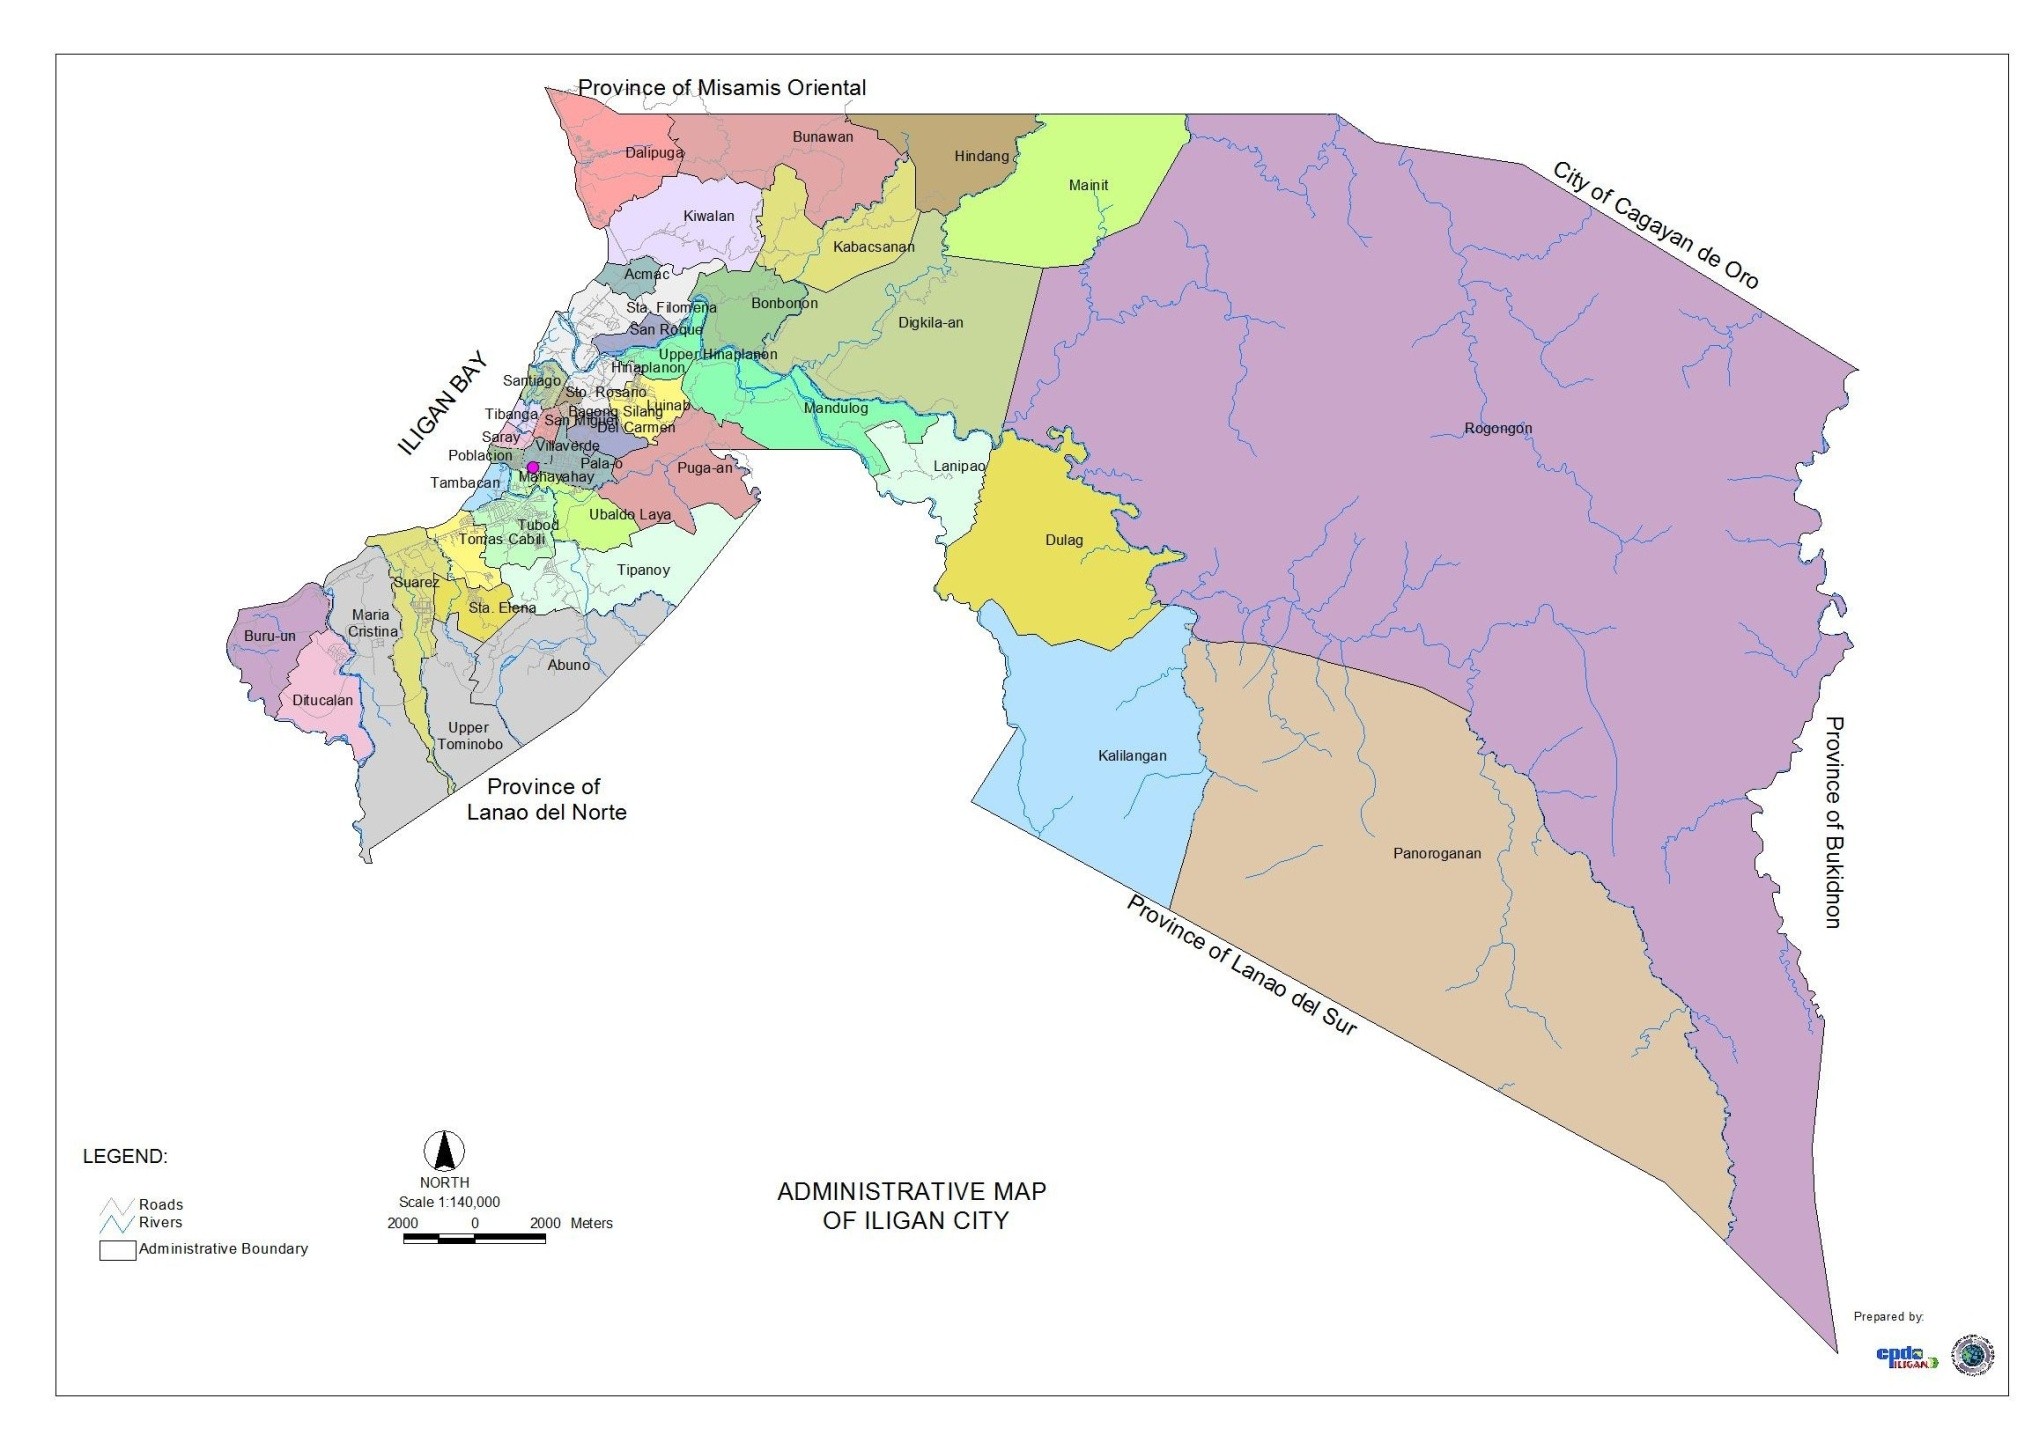 Province of Misamis Oriental
Bunawan
Dalipuga
Hindang
Mainit
City of Cagayan de Oro
Kiwalan
Kabacsanan
Acmac
Bonbonon
Sta. Filomena
Digkila-an
San Roque
Upper Hinaplanon
Hinaplanon
ILIGAN BAY
Santiago
Sto. Rosario
Luinab
Mandulog
Tibanga
Bagong Silang
San Miguel
Del Carmen
Rogongon
Saray
Villaverde
Poblacion
Pala-o
Puga-an
Lanipao
Mahayahay
Tambacan
Ubaldo Laya
Tubod
Tomas Cabili
Dulag
Tipanoy
Suarez
Sta. Elena
Maria
Cristina
Buru-un
Abuno
Ditucalan
Upper
Tominobo
Kalilangan
Province of Bukidnon
Province of
Lanao del Norte
Panoroganan
Province of Lanao del Sur
LEGEND:
Roads
Rivers
Administrative Boundary
NORTH
Scale 1:140,000
2000 0 2000 Meters
ADMINISTRATIVE MAP
OF ILIGAN CITY
Prepared by:
cpdo
ILIGAN